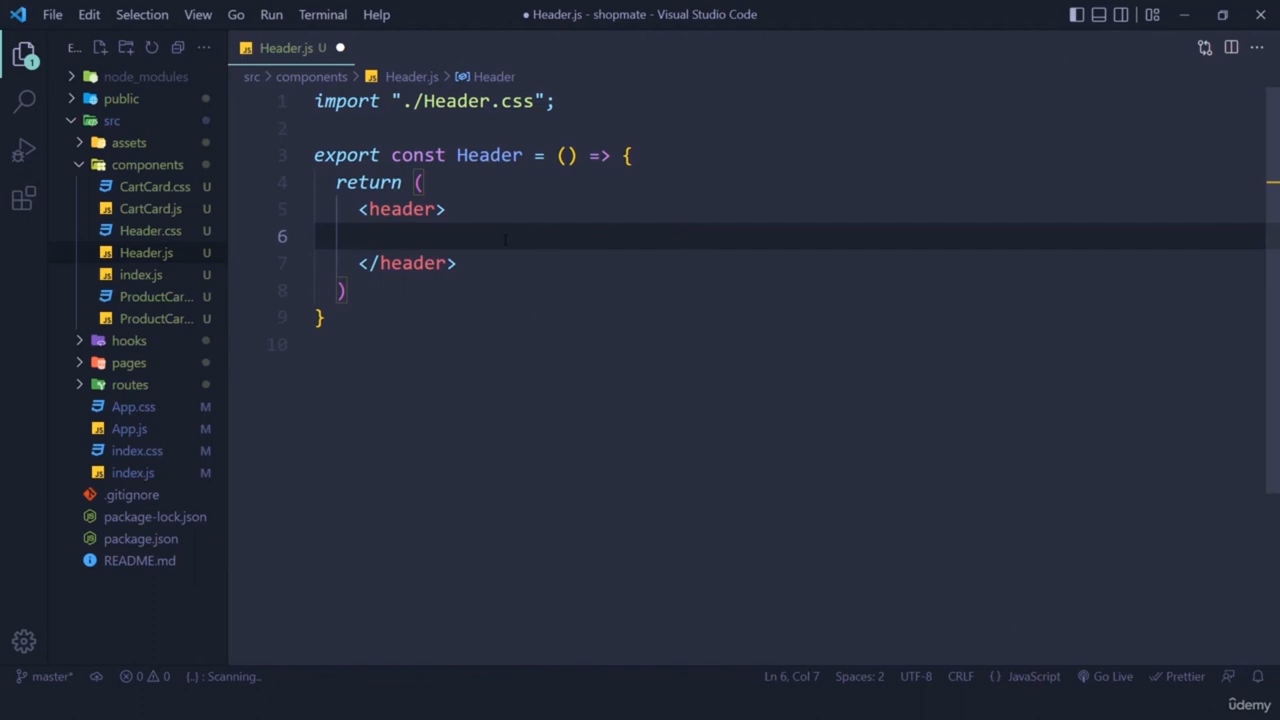 File Edit Selection View Go Run Terminal Help
● Header.js - shopmate - Visual Studio Code
E...
Header.js U
src > components > Header.js > Header
1
node_modules
public
src
assets
components
CartCard.css U
CartCard.js U
Header.css U
Header.js U
index.js U
ProductCar... U
ProductCar... U
hooks
pages
routes
App.css M
App.js M
index.css M
index.js M
.gitignore
package-lock.json
package.json
README.md
1 import "./Header.css";
2
3 export const Header = () => {
4 return (
5 <header>
6
7 </header>
8 )
9 }
10
master* 0 0 {..} : Scanning.. Ln 6, Col 7 Spaces: 2 UTF-8 CRLF { } JavaScript Go Live Prettier
ûdemy